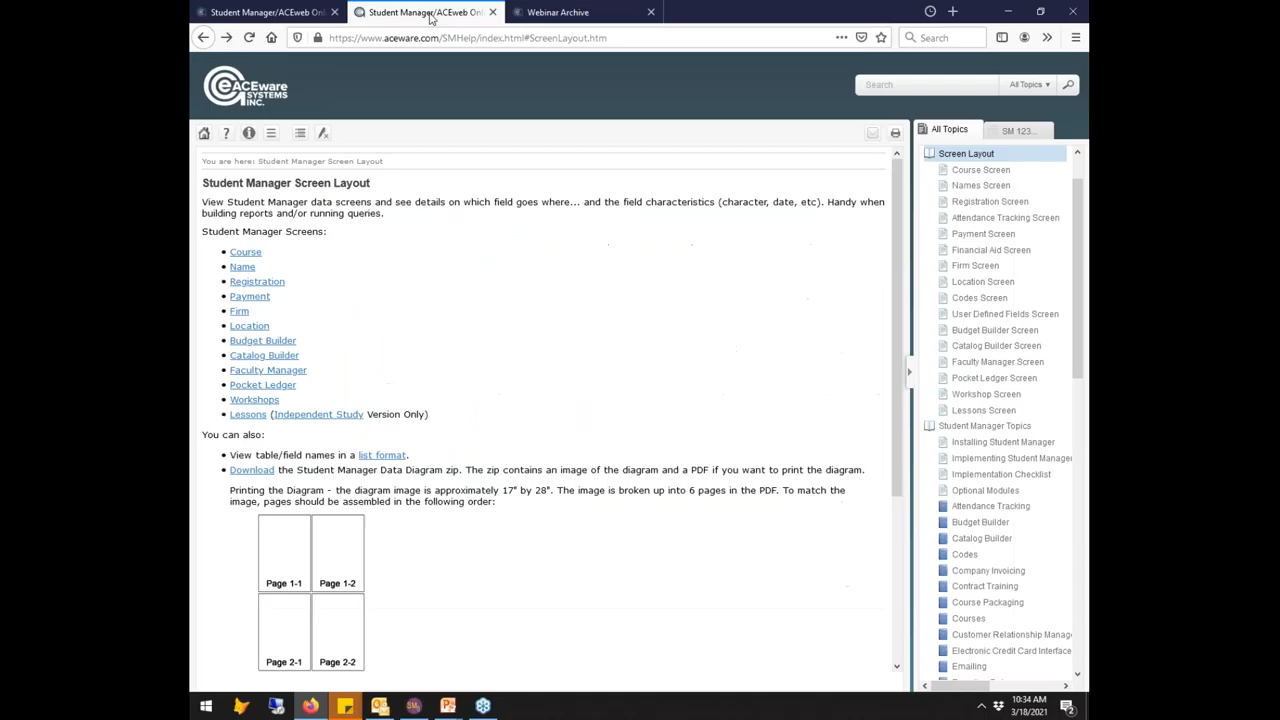 Student Manager/ACEweb Onl
Student Manager/ACEweb Onl
Webinar Archive
https://www.aceware.com/SMHelp/index.html#ScreenLayout.htm
Search
ACEware
SYSTEMS
INC.
Search
All Topics
All Topics
SM 123...
You are here: Student Manager Screen Layout
Student Manager Screen Layout
View Student Manager data screens and see details on which field goes where... and the field characteristics (character, date, etc). Handy when
building reports and/or running queries.
Student Manager Screens:
• Course
• Name
• Registration
• Payment
• Firm
• Location
• Budget Builder
• Catalog Builder
• Faculty Manager
• Pocket Ledger
• Workshops
• Lessons (Independent Study Version Only)
You can also:
• View table/field names in a list format.
• Download the Student Manager Data Diagram zip. The zip contains an image of the diagram and a PDF if you want to print the diagram.
Printing the Diagram - the diagram image is approximately 17" by 28". The image is broken up into 6 pages in the PDF. To match the
image, pages should be assembled in the following order:
Page 1-1 Page 1-2
Page 2-1 Page 2-2
Screen Layout
Course Screen
Names Screen
Registration Screen
Attendance Tracking Screen
Payment Screen
Financial Aid Screen
Firm Screen
Location Screen
Codes Screen
User Defined Fields Screen
Budget Builder Screen
Catalog Builder Screen
Faculty Manager Screen
Pocket Ledger Screen
Workshop Screen
Lessons Screen
Student Manager Topics
Installing Student Manager
Implementing Student Manager
Implementation Checklist
Optional Modules
Attendance Tracking
Budget Builder
Catalog Builder
Codes
Company Invoicing
Contract Training
Course Packaging
Courses
Customer Relationship Manag
Electronic Credit Card Interface
Emailing
10:34 AM
3/18/2021